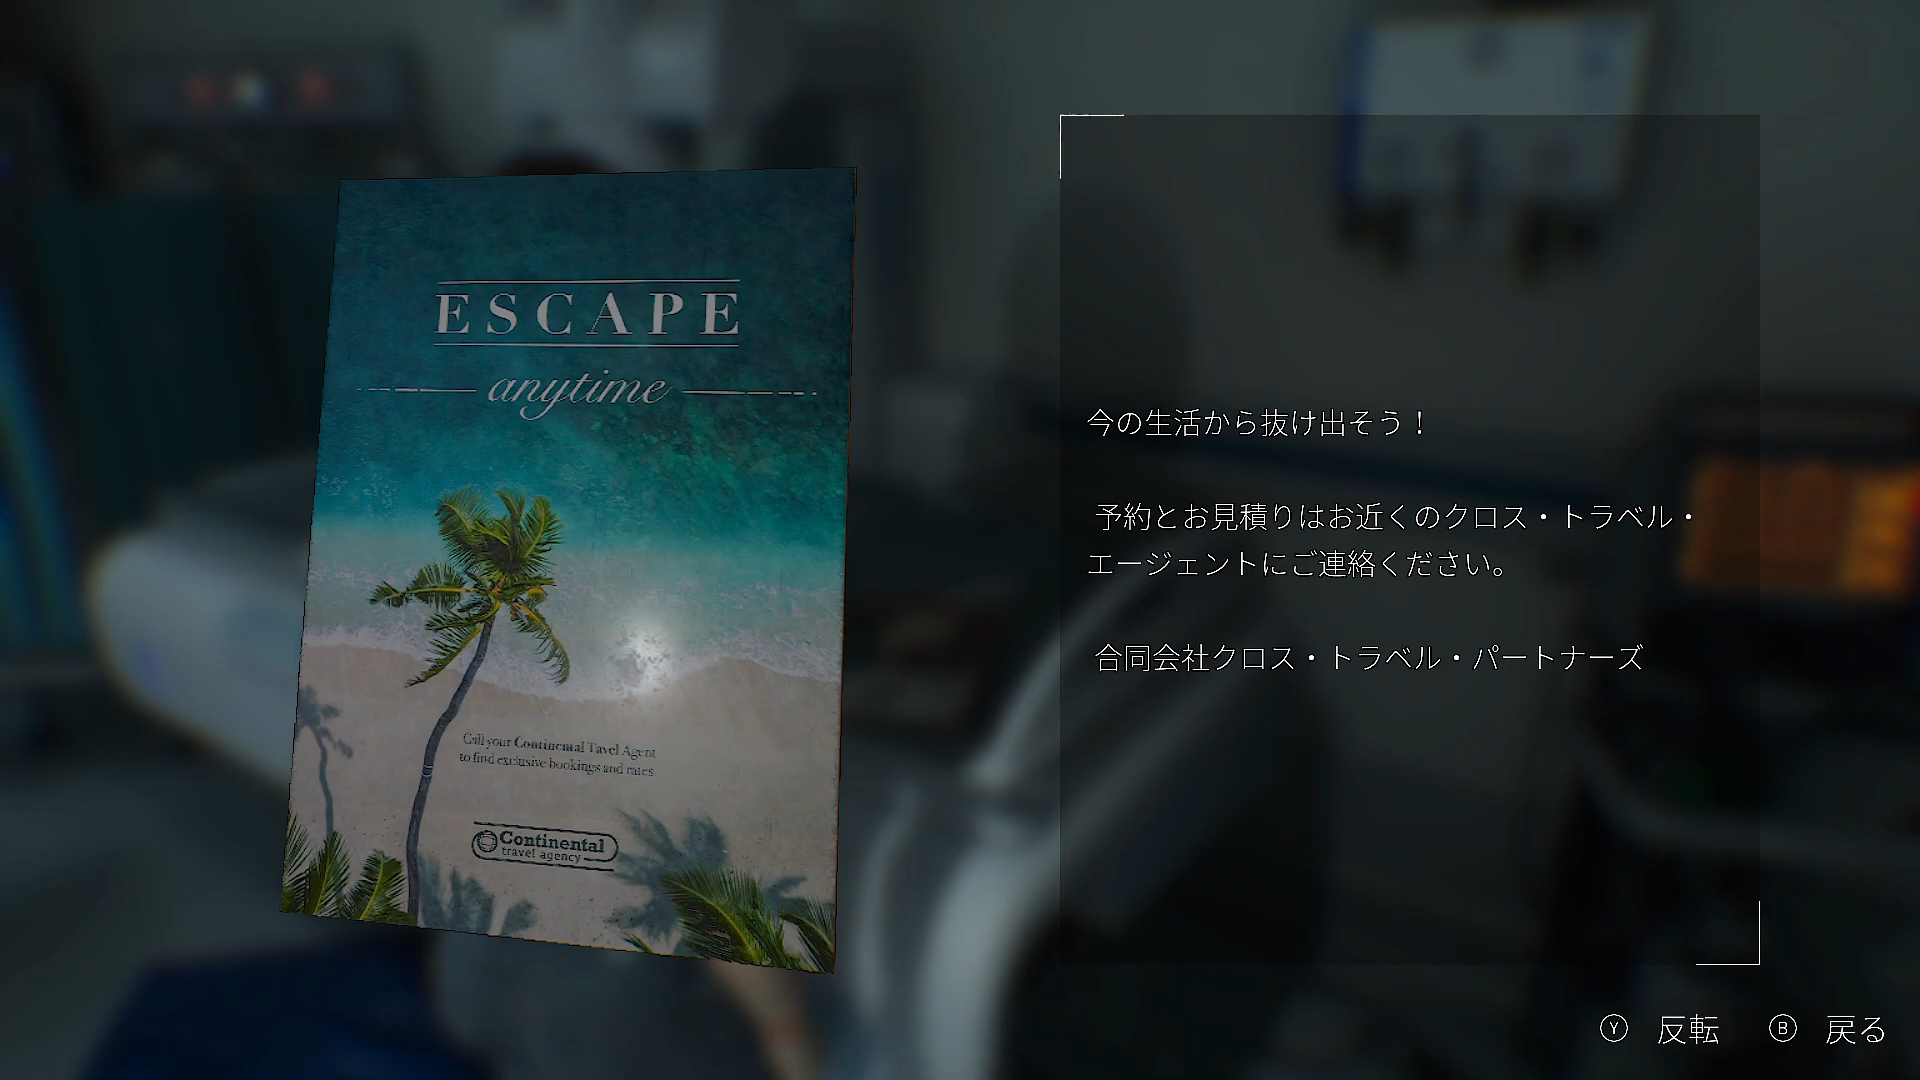 ESCAPE
anytime
Call your Continental Tavel Agent
to find exclusive bookings and rates.
Continental
travel agency
今の生活から抜け出そう！
予約とお見積りはお近くのクロス・トラベル・
エージェントにご連絡ください。
合同会社クロス・トラベル・パートナーズ
Y 反転 B 戻る